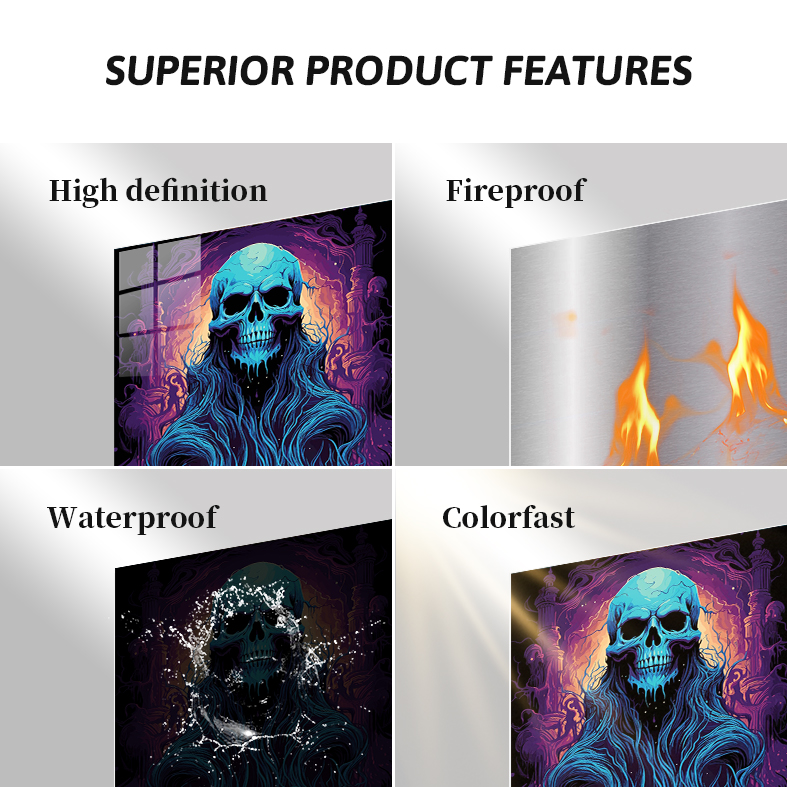 SUPERIOR PRODUCT FEATURES
High definition
Fireproof
Waterproof
Colorfast